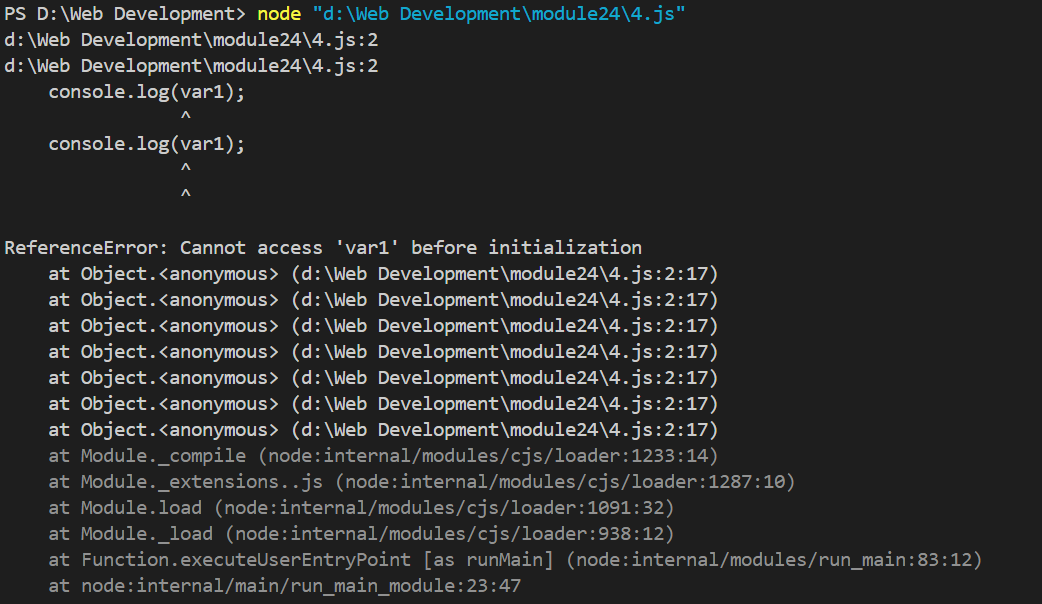 PS D:\Web Development> node "d:\Web Development\module24\4.js"
d:\Web Development\module24\4.js:2
d:\Web Development\module24\4.js:2
    console.log(var1);
                ^
    console.log(var1);
                ^
                ^
ReferenceError: Cannot access 'var1' before initialization
    at Object.<anonymous> (d:\Web Development\module24\4.js:2:17)
    at Object.<anonymous> (d:\Web Development\module24\4.js:2:17)
    at Object.<anonymous> (d:\Web Development\module24\4.js:2:17)
    at Object.<anonymous> (d:\Web Development\module24\4.js:2:17)
    at Object.<anonymous> (d:\Web Development\module24\4.js:2:17)
    at Object.<anonymous> (d:\Web Development\module24\4.js:2:17)
    at Object.<anonymous> (d:\Web Development\module24\4.js:2:17)
    at Module._compile (node:internal/modules/cjs/loader:1233:14)
    at Module._extensions..js (node:internal/modules/cjs/loader:1287:10)
    at Module.load (node:internal/modules/cjs/loader:1091:32)
    at Module._load (node:internal/modules/cjs/loader:938:12)
    at Function.executeUserEntryPoint [as runMain] (node:internal/modules/run_main:83:12)
    at node:internal/main/run_main_module:23:47